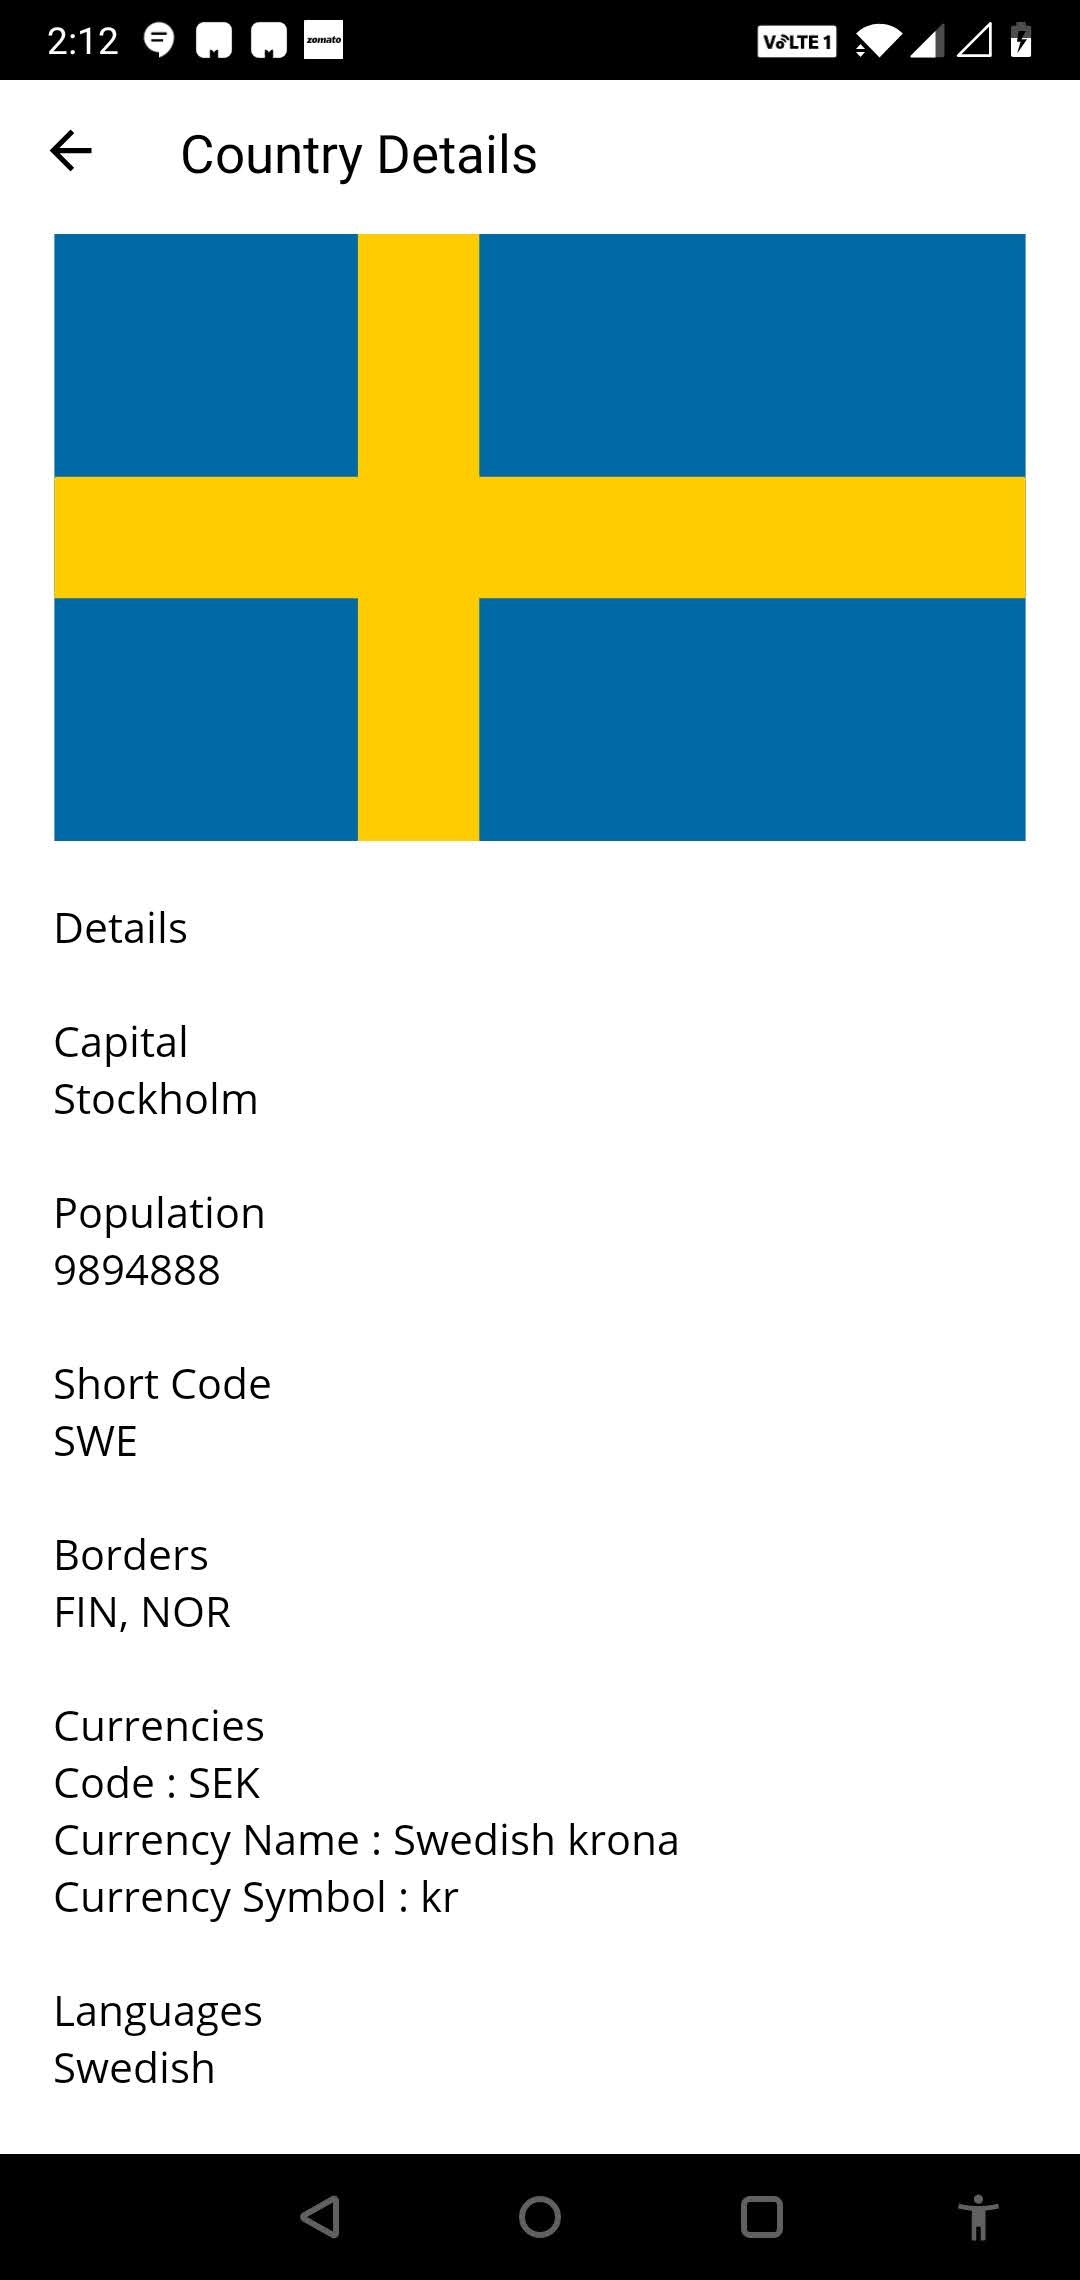 2:12 zomato VoLTE 1
Country Details
Details
Capital
Stockholm
Population
9894888
Short Code
SWE
Borders
FIN, NOR
Currencies
Code : SEK
Currency Name : Swedish krona
Currency Symbol : kr
Languages
Swedish